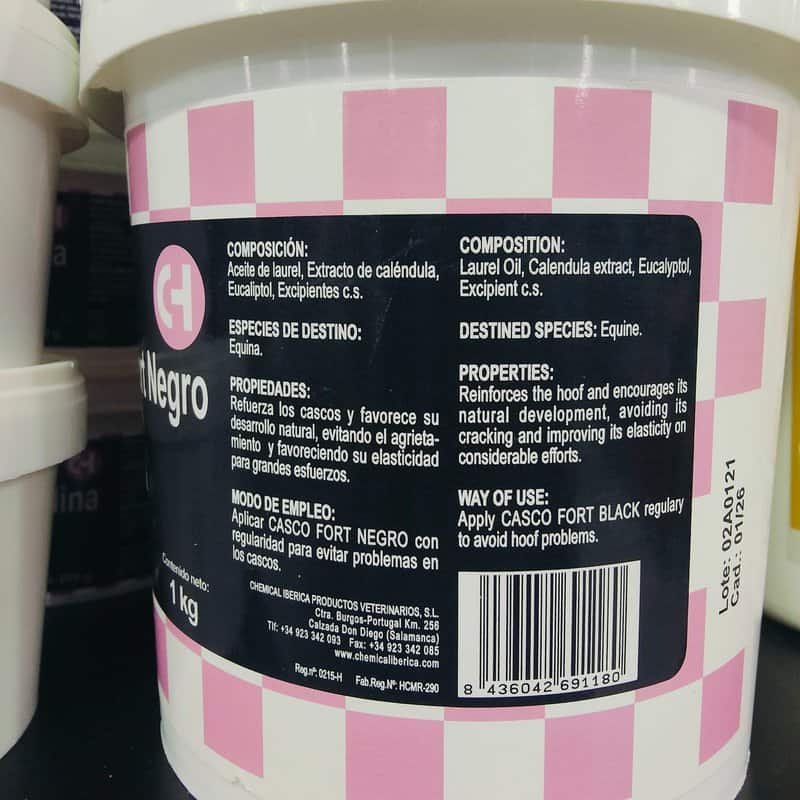 CH
t Negro
Contenido neto:
1 kg
COMPOSICIÓN:
Aceite de laurel, Extracto de caléndula,
Eucaliptol, Excipientes c.s.
ESPECIES DE DESTINO:
Equina.
PROPIEDADES:
Refuerza los cascos y favorece su
desarrollo natural, evitando el agrieta-
miento y favoreciendo su elasticidad
para grandes esfuerzos.
MODO DE EMPLEO:
Aplicar CASCO FORT NEGRO con
regularidad para evitar problemas en
los cascos.
CHEMICAL IBERICA PRODUCTOS VETERINARIOS, S.L.
Ctra. Burgos-Portugal Km. 256
Calzada Don Diego (Salamanca)
Tlf: +34 923 342 093 Fax: +34 923 342 085
www.chemicaliberica.com
Reg.nº: 0215-H Fab.Reg.Nº: HCMR-290
COMPOSITION:
Laurel Oil, Calendula extract, Eucalyptol,
Excipient c.s.
DESTINED SPECIES: Equine.
PROPERTIES:
Reinforces the hoof and encourages its
natural development, avoiding its
cracking and improving its elasticity on
considerable efforts.
WAY OF USE:
Apply CASCO FORT BLACK regulary
to avoid hoof problems.
8 436042 691180
Lote: 02A0121
Cad.: 01/26
lina